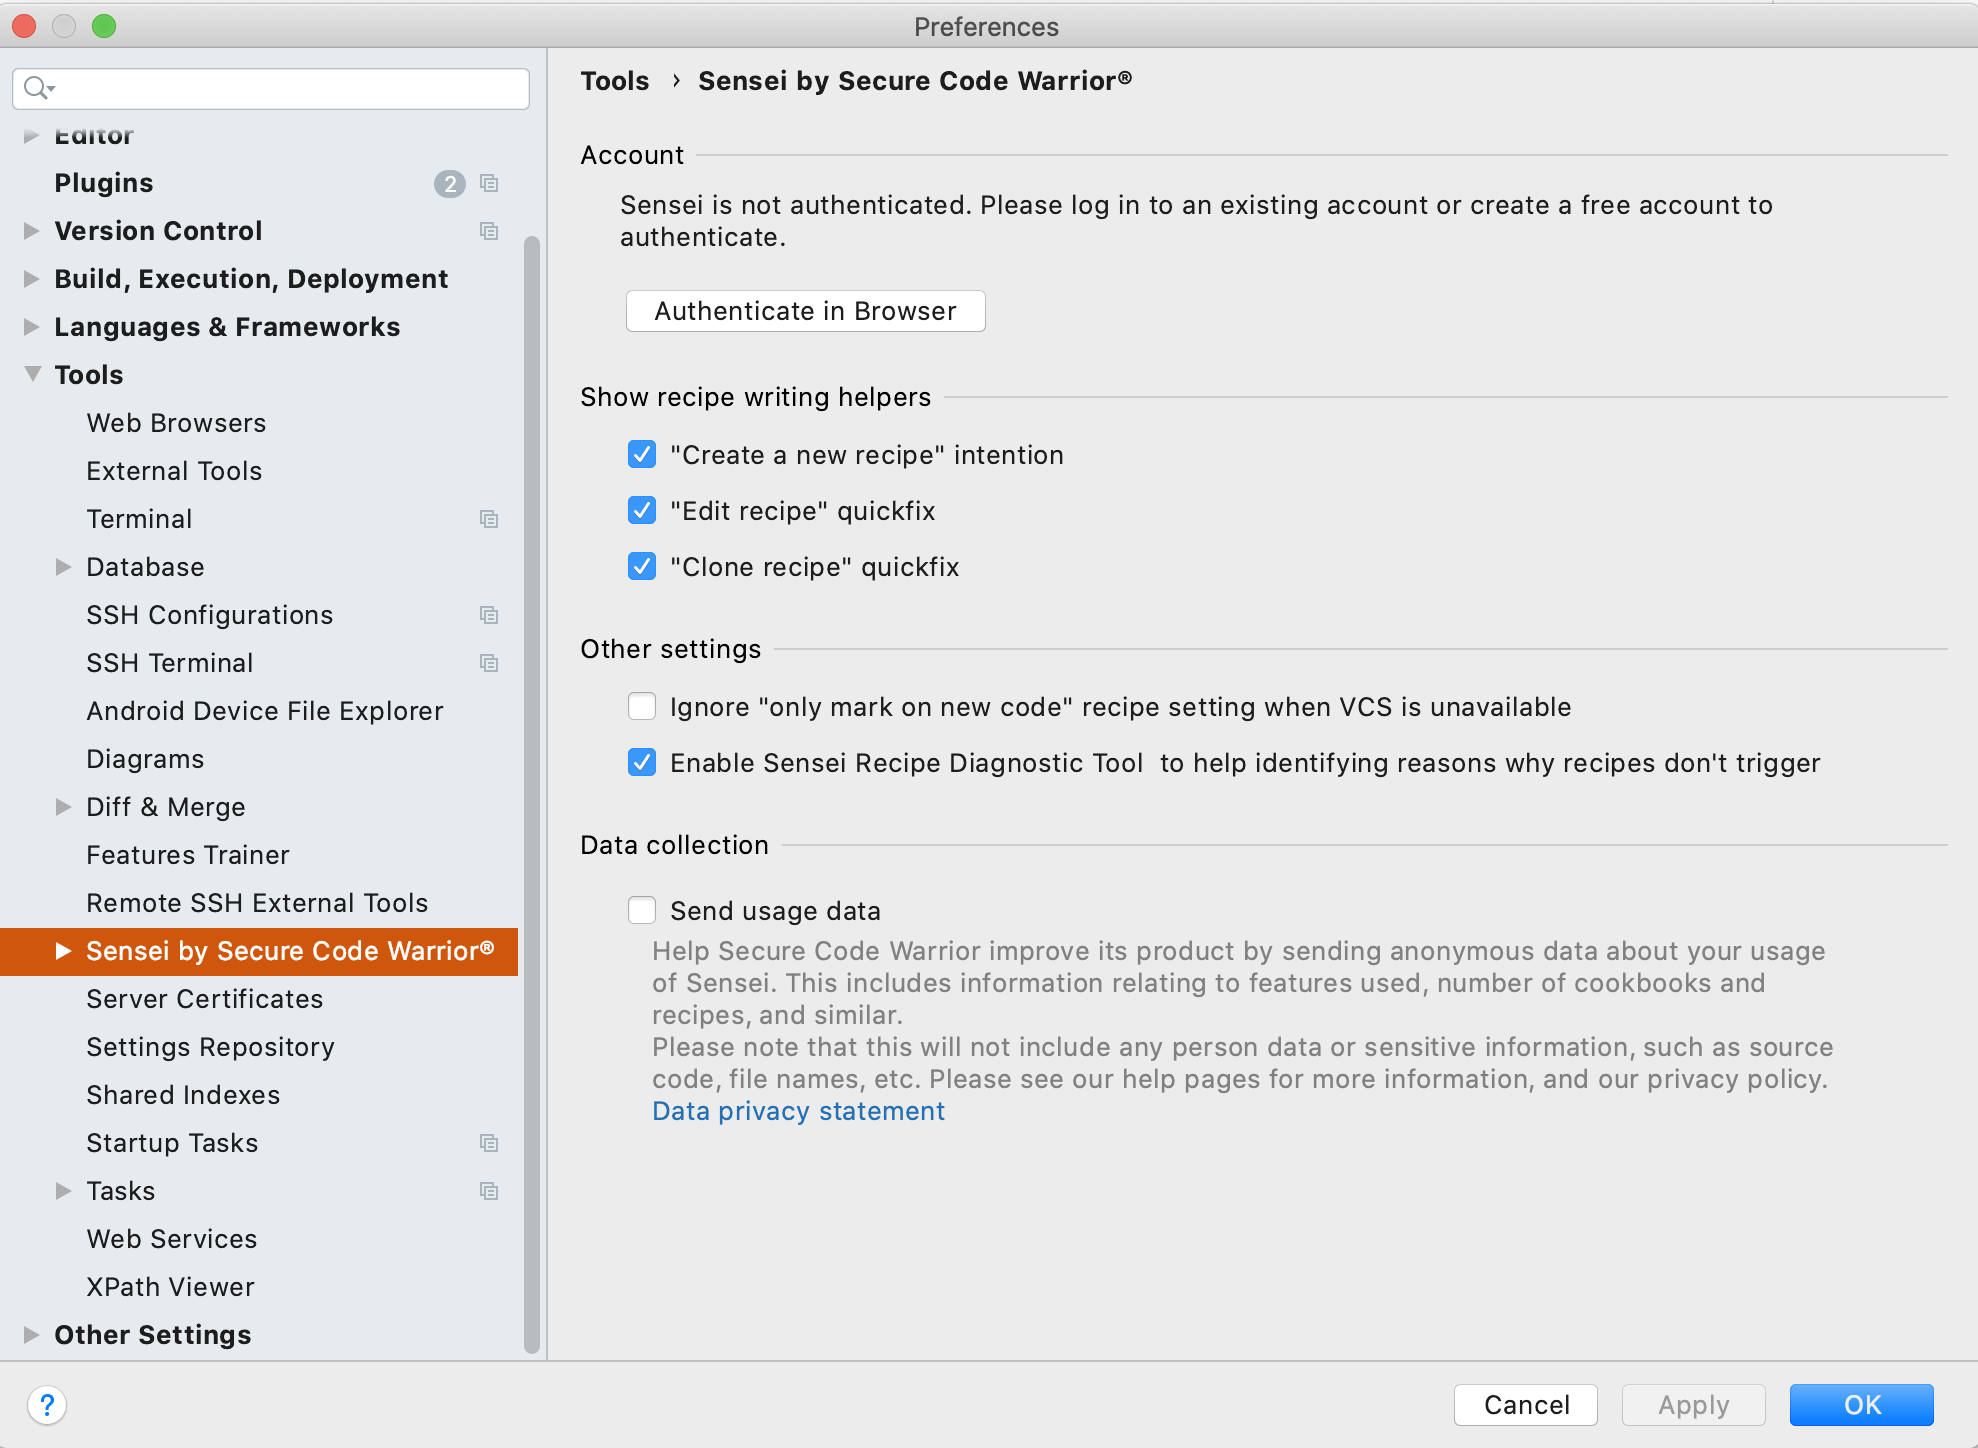 Preferences
Editor
Plugins 2
Version Control
Build, Execution, Deployment
Languages & Frameworks
Tools
Web Browsers
External Tools
Terminal
Database
SSH Configurations
SSH Terminal
Android Device File Explorer
Diagrams
Diff & Merge
Features Trainer
Remote SSH External Tools
Sensei by Secure Code Warrior®
Server Certificates
Settings Repository
Shared Indexes
Startup Tasks
Tasks
Web Services
XPath Viewer
Other Settings
Tools › Sensei by Secure Code Warrior®
Account
Sensei is not authenticated. Please log in to an existing account or create a free account to
authenticate.
Authenticate in Browser
Show recipe writing helpers
"Create a new recipe" intention
"Edit recipe" quickfix
"Clone recipe" quickfix
Other settings
Ignore "only mark on new code" recipe setting when VCS is unavailable
Enable Sensei Recipe Diagnostic Tool  to help identifying reasons why recipes don't trigger
Data collection
Send usage data
Help Secure Code Warrior improve its product by sending anonymous data about your usage
of Sensei. This includes information relating to features used, number of cookbooks and
recipes, and similar.
Please note that this will not include any person data or sensitive information, such as source
code, file names, etc. Please see our help pages for more information, and our privacy policy.
Data privacy statement
?
Cancel
Apply
OK